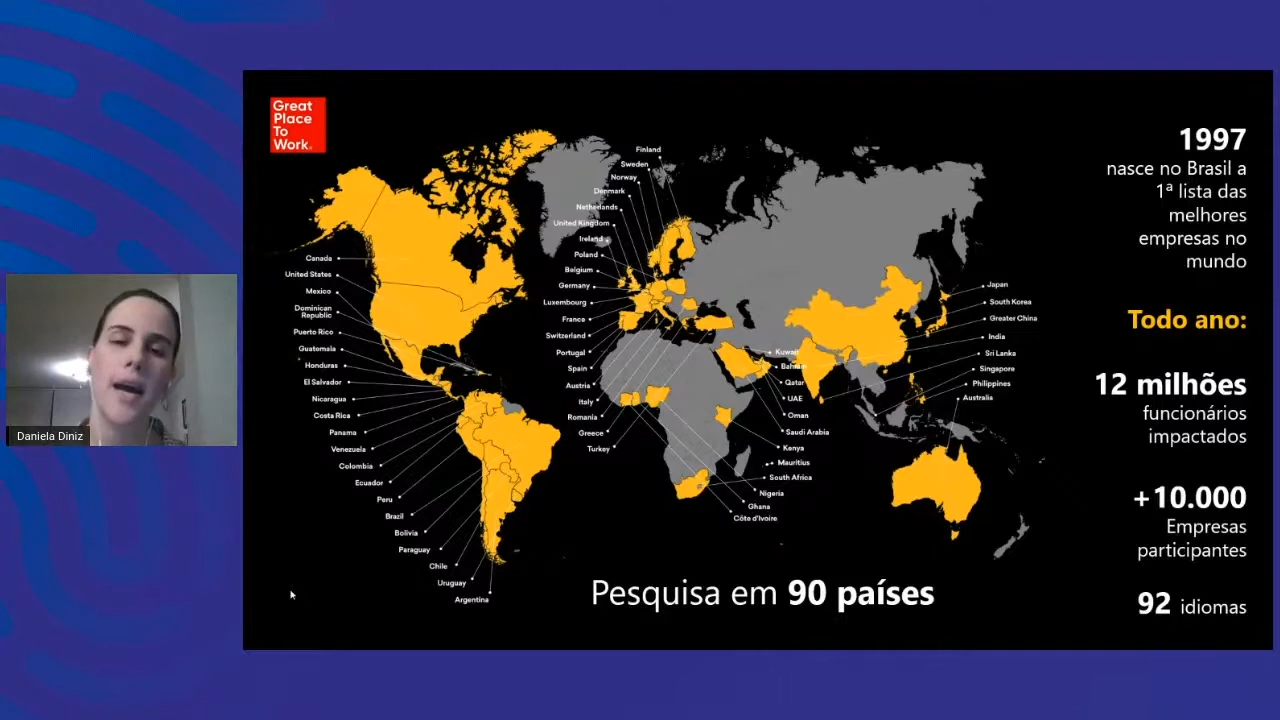 Great
Place
To
Work.
Finland
Sweden
Norway
Denmark
Netherlands
United Kingdom
Ireland
Poland
Belgium
Germany
Luxembourg
France
Switzerland
Portugal
Spain
Austria
Italy
Romania
Greece
Turkey
Canada
United States
Mexico
Dominican
Republic
Puerto Rico
Guatemala
Honduras
El Salvador
Nicaragua
Costa Rica
Panama
Venezuela
Colombia
Ecuador
Peru
Brazil
Bolivia
Paraguay
Chile
Uruguay
Argentina
Kuwait
Bahrain
Qatar
UAE
Oman
Saudi Arabia
Kenya
Mauritius
South Africa
Nigeria
Ghana
Côte d'Ivoire
Japan
South Korea
Greater China
India
Sri Lanka
Singapore
Philippines
Australia
Pesquisa em 90 países
1997
nasce no Brasil a
1ª lista das
melhores
empresas no
mundo
Todo ano:
12 milhões
funcionários
impactados
+10.000
Empresas
participantes
92 idiomas
Daniela Diniz